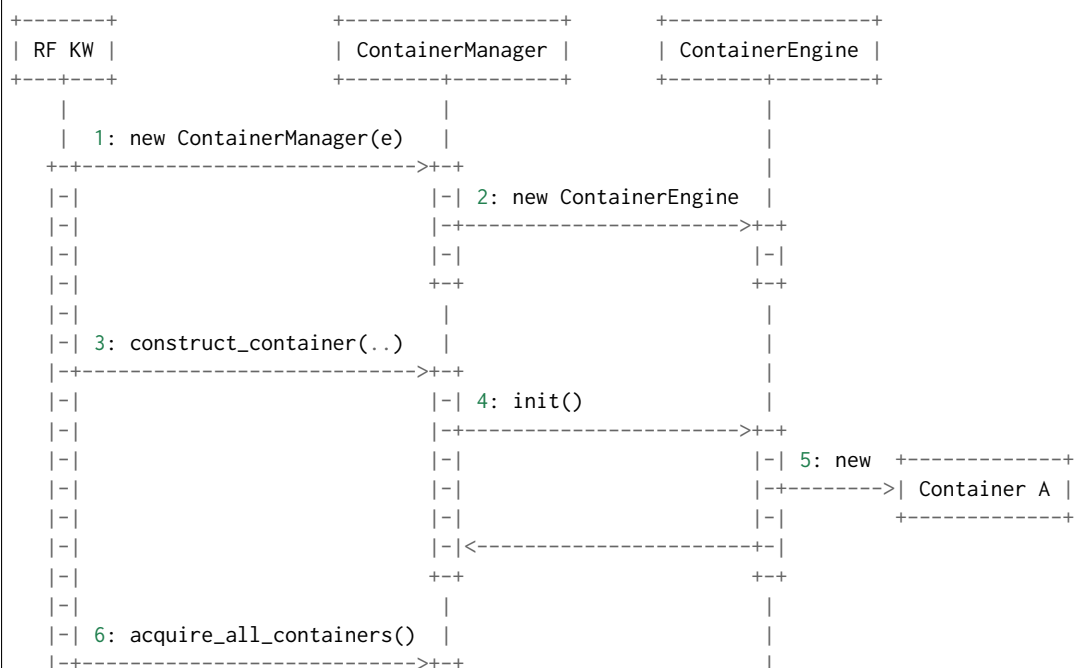 +-------+                  +------------------+       +-----------------+
| RF KW |                  | ContainerManager |       | ContainerEngine |
+---+---+                  +--------+---------+       +--------+--------+
    |                               |                          |
    |  1: new ContainerManager(e)   |                          |
   +-+---------------------------->+-+                         |
   |-|                             |-| 2: new ContainerEngine  |
   |-|                             |-+----------------------->+-+
   |-|                             |-|                        |-|
   |-|                             +-+                        +-+
   |-|                              |                          |
   |-| 3: construct_container(..)   |                          |
   |-+---------------------------->+-+                         |
   |-|                             |-| 4: init()               |
   |-|                             |-+----------------------->+-+
   |-|                             |-|                        |-| 5: new  +-------------+
   |-|                             |-|                        |-+-------->| Container A |
   |-|                             |-|                        |-|         +-------------+
   |-|                             |-|<-----------------------+-|
   |-|                             +-+                        +-+
   |-|                              |                          |
   |-| 6: acquire_all_containers()  |                          |
   |-+---------------------------->+-+                         |